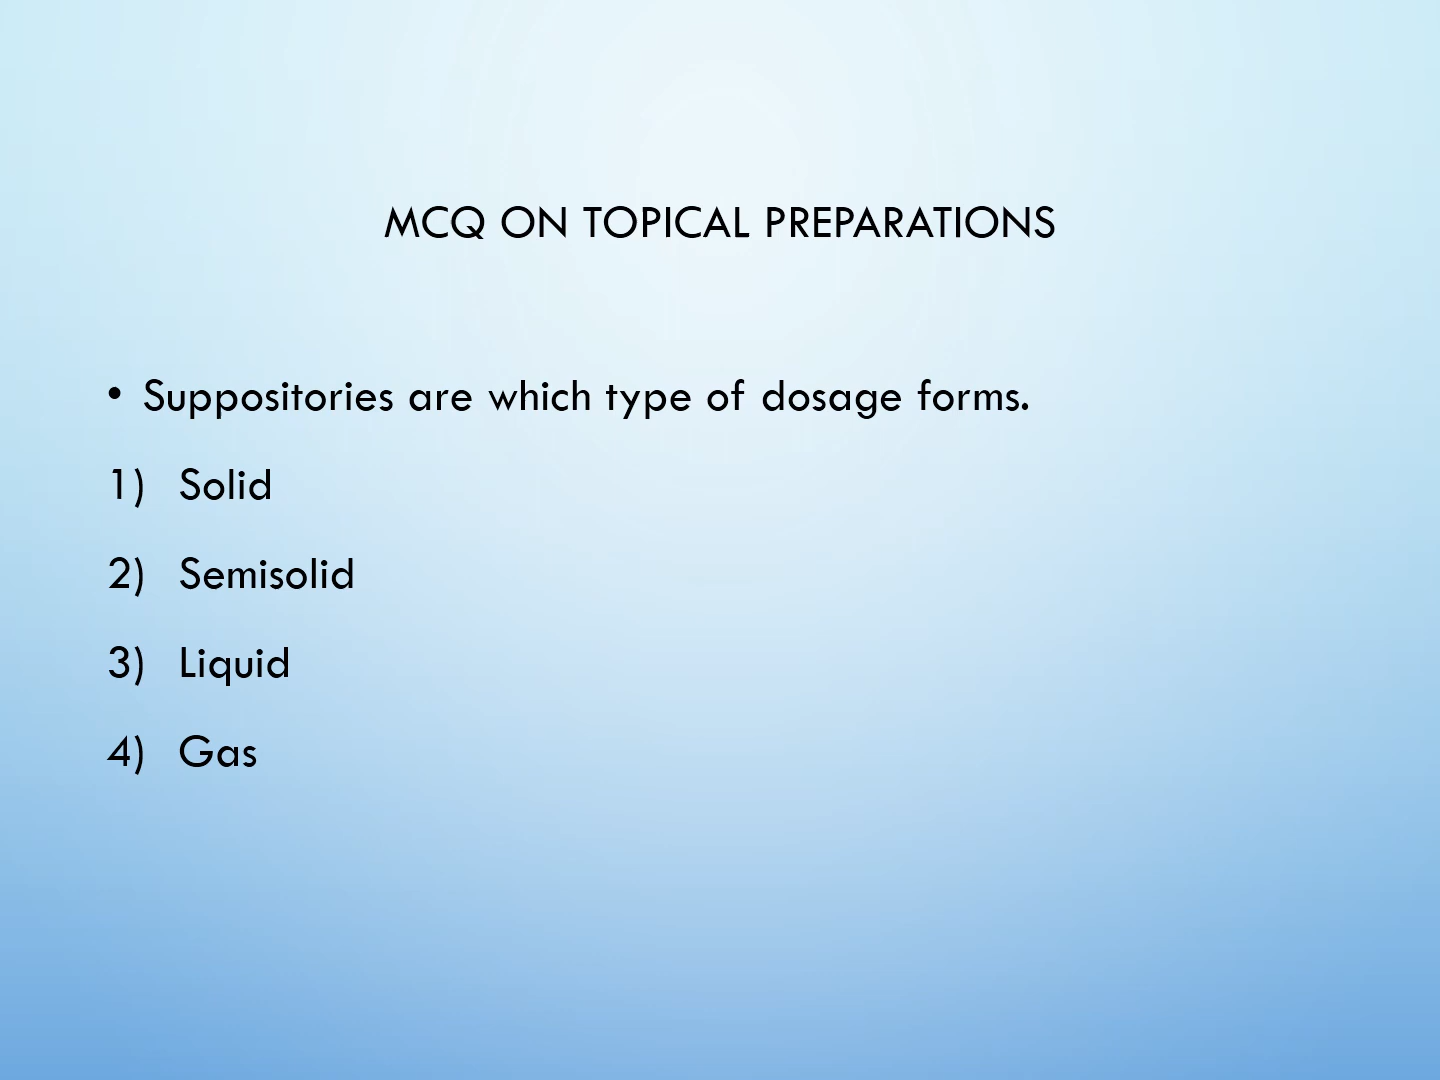 MCQ ON TOPICAL PREPARATIONS
• Suppositories are which type of dosage forms.
1) Solid
2) Semisolid
3) Liquid
4) Gas